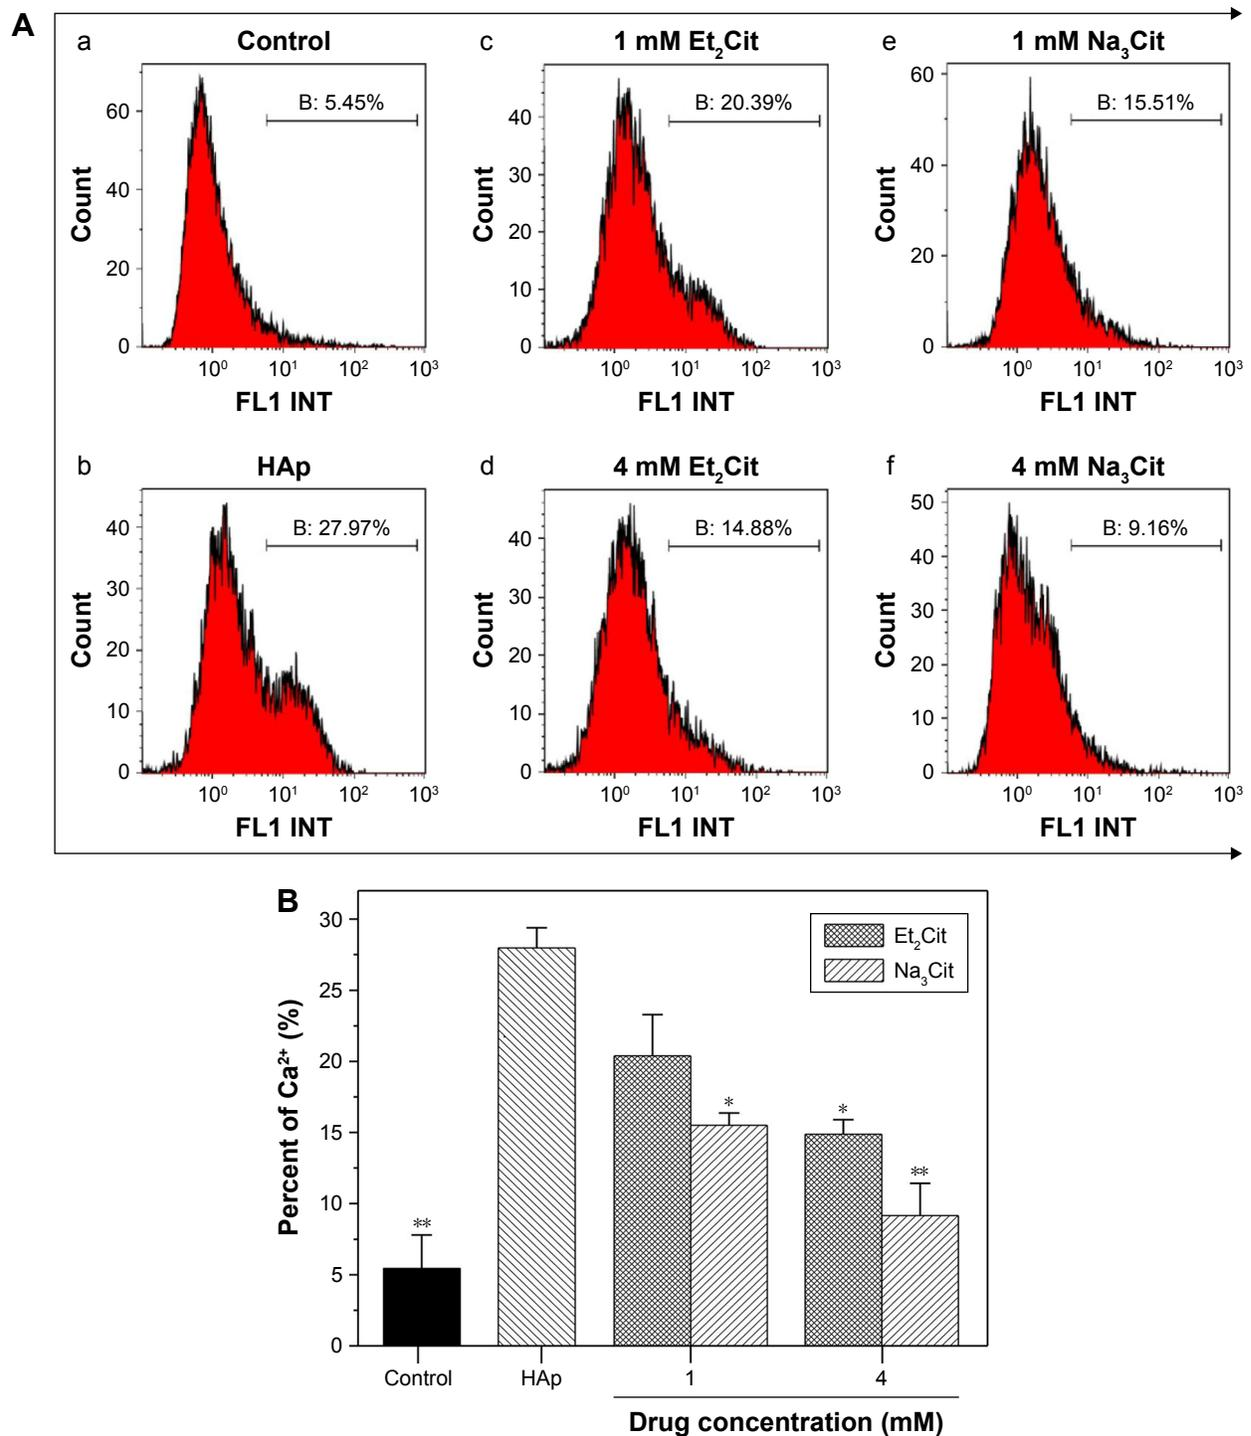 A
a Control
B: 5.45%
Count
60
40
20
0
10⁰ 10¹ 10² 10³
FL1 INT
c 1 mM Et₂Cit
B: 20.39%
Count
40
30
20
10
0
10⁰ 10¹ 10² 10³
FL1 INT
e 1 mM Na₃Cit
B: 15.51%
Count
60
40
20
0
10⁰ 10¹ 10² 10³
FL1 INT
b HAp
B: 27.97%
Count
40
30
20
10
0
10⁰ 10¹ 10² 10³
FL1 INT
d 4 mM Et₂Cit
B: 14.88%
Count
40
30
20
10
0
10⁰ 10¹ 10² 10³
FL1 INT
f 4 mM Na₃Cit
B: 9.16%
Count
50
40
30
20
10
0
10⁰ 10¹ 10² 10³
FL1 INT
B
Percent of Ca²⁺ (%)
30
25
20
15
10
5
0
Et₂Cit
Na₃Cit
**
*
*
**
Control HAp 1 4
Drug concentration (mM)